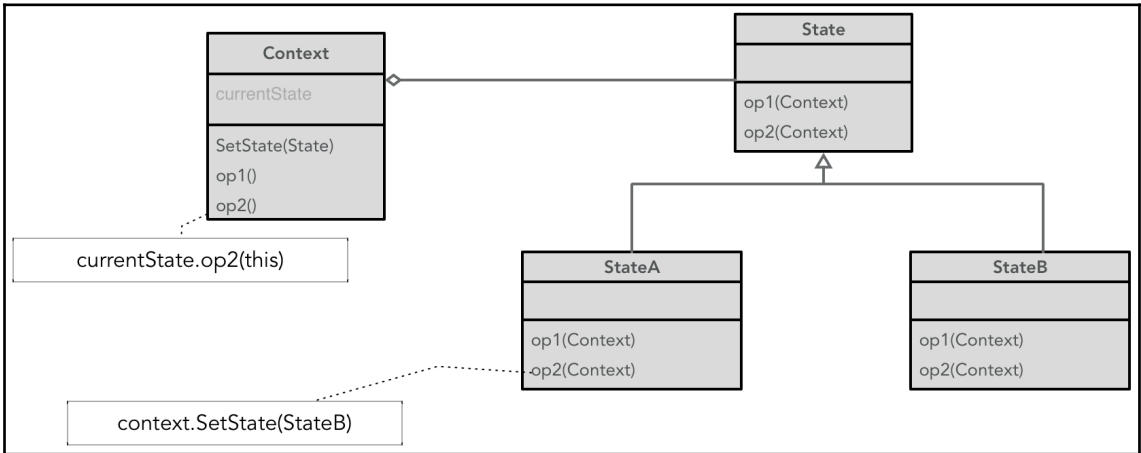 Context
currentState
SetState(State)
op1()
op2()
currentState.op2(this)
State
op1(Context)
op2(Context)
StateA
op1(Context)
op2(Context)
context.SetState(StateB)
StateB
op1(Context)
op2(Context)